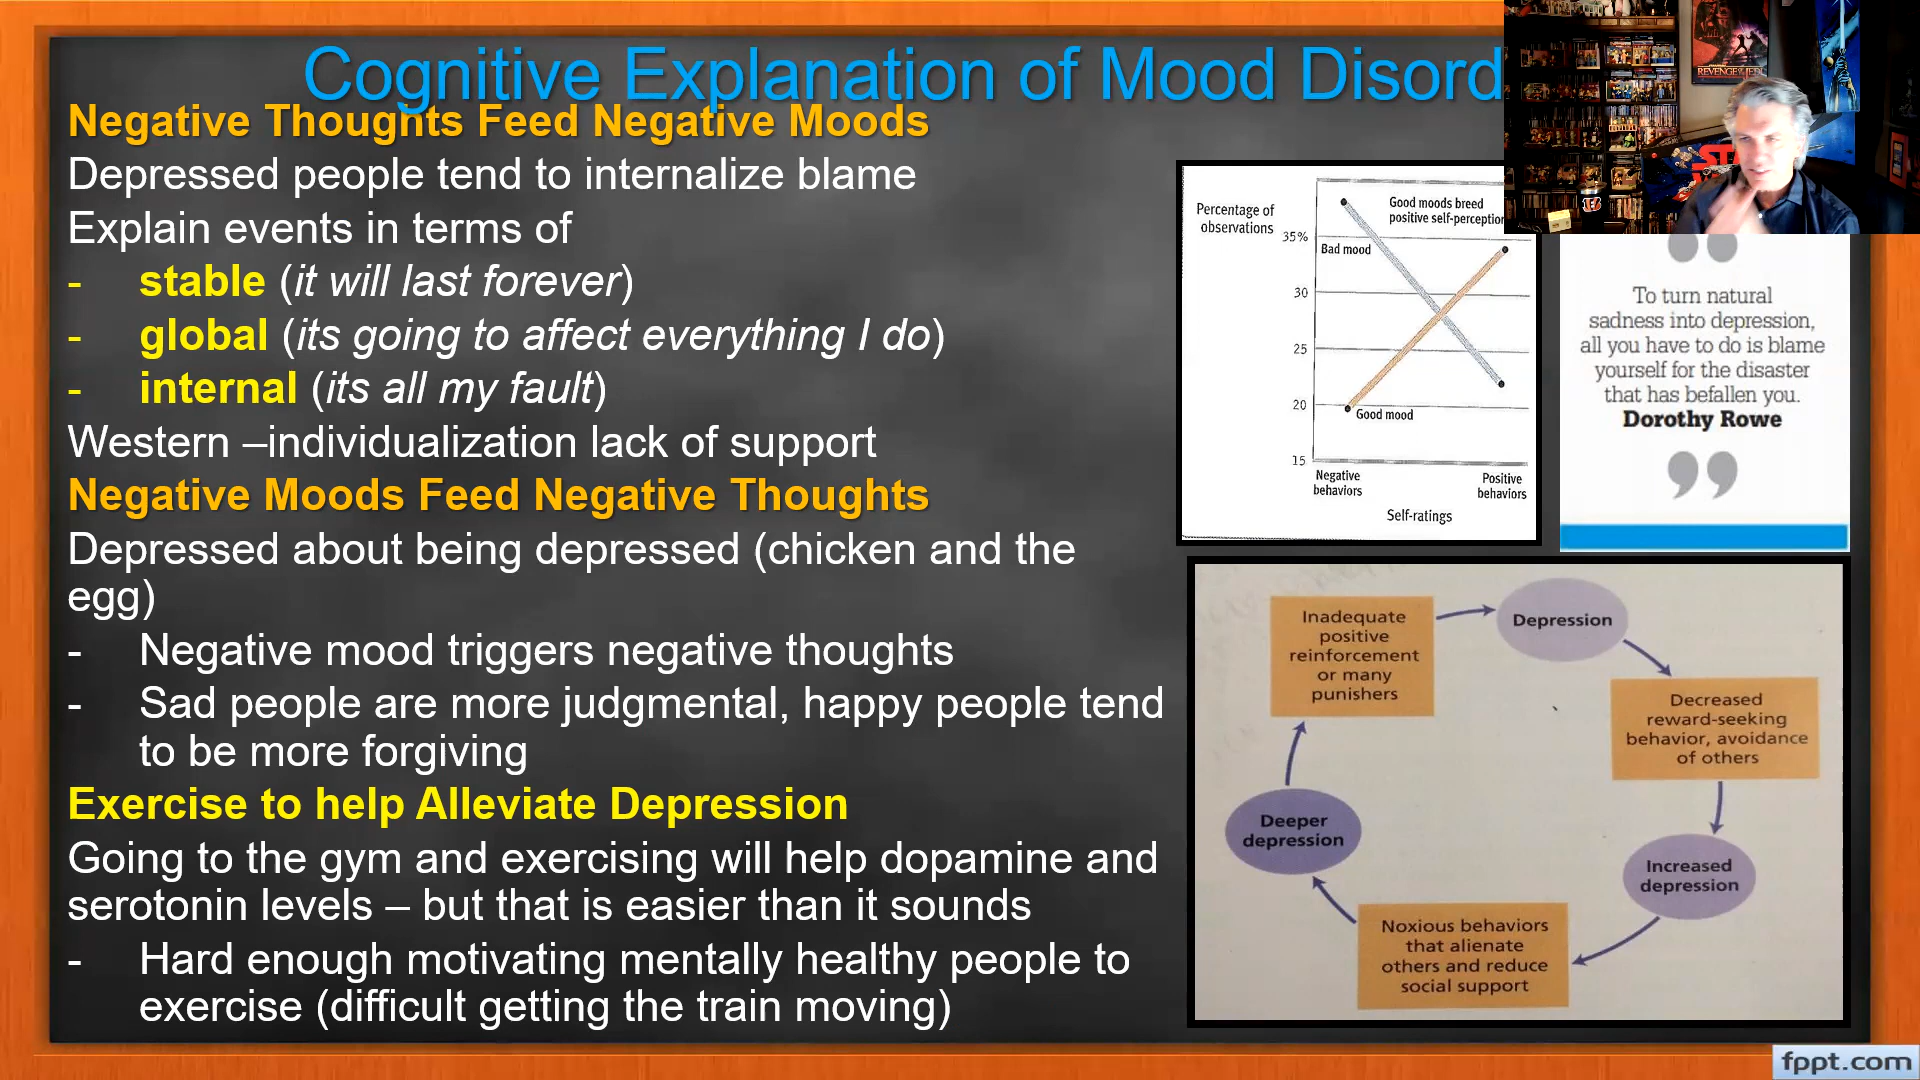 Cognitive Explanation of Mood Disord
Negative Thoughts Feed Negative Moods
Depressed people tend to internalize blame
Explain events in terms of
- stable (it will last forever)
- global (its going to affect everything I do)
- internal (its all my fault)
Western –individualization lack of support
Negative Moods Feed Negative Thoughts
Depressed about being depressed (chicken and the
egg)
- Negative mood triggers negative thoughts
- Sad people are more judgmental, happy people tend
to be more forgiving
Exercise to help Alleviate Depression
Going to the gym and exercising will help dopamine and
serotonin levels – but that is easier than it sounds
- Hard enough motivating mentally healthy people to
exercise (difficult getting the train moving)
Percentage of
observations
35%
30
25
20
15
Good moods breed
positive self-perception
Bad mood
Good mood
Negative
behaviors
Positive
behaviors
Self-ratings
REVENGE OF THE JEDI
To turn natural
sadness into depression,
all you have to do is blame
yourself for the disaster
that has befallen you.
Dorothy Rowe
Inadequate
positive
reinforcement
or many
punishers
Depression
Decreased
reward-seeking
behavior, avoidance
of others
Increased
depression
Noxious behaviors
that alienate
others and reduce
social support
Deeper
depression
fppt.com